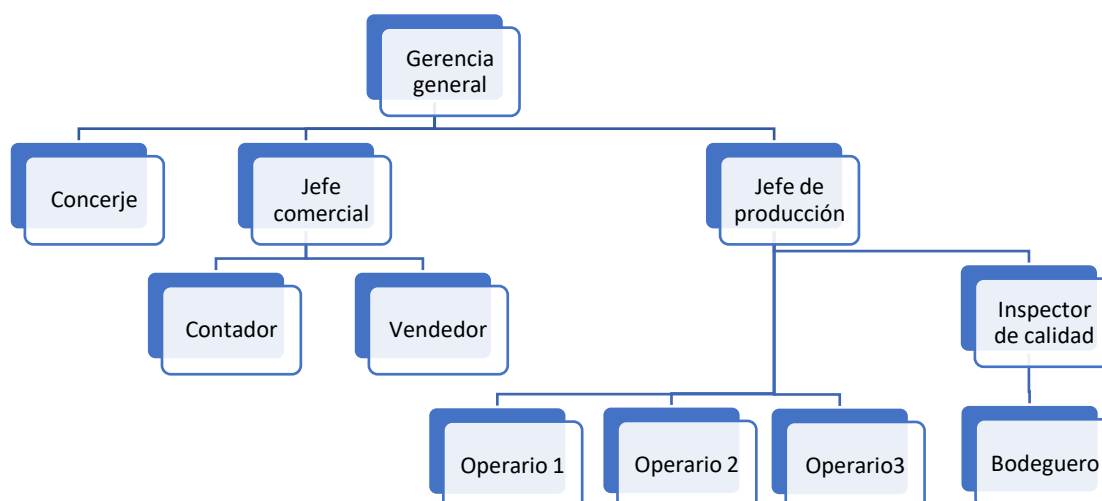 Gerencia
general
Concerje
Jefe
comercial
Jefe de
producción
Contador
Vendedor
Inspector
de calidad
Operario 1
Operario 2
Operario3
Bodeguero